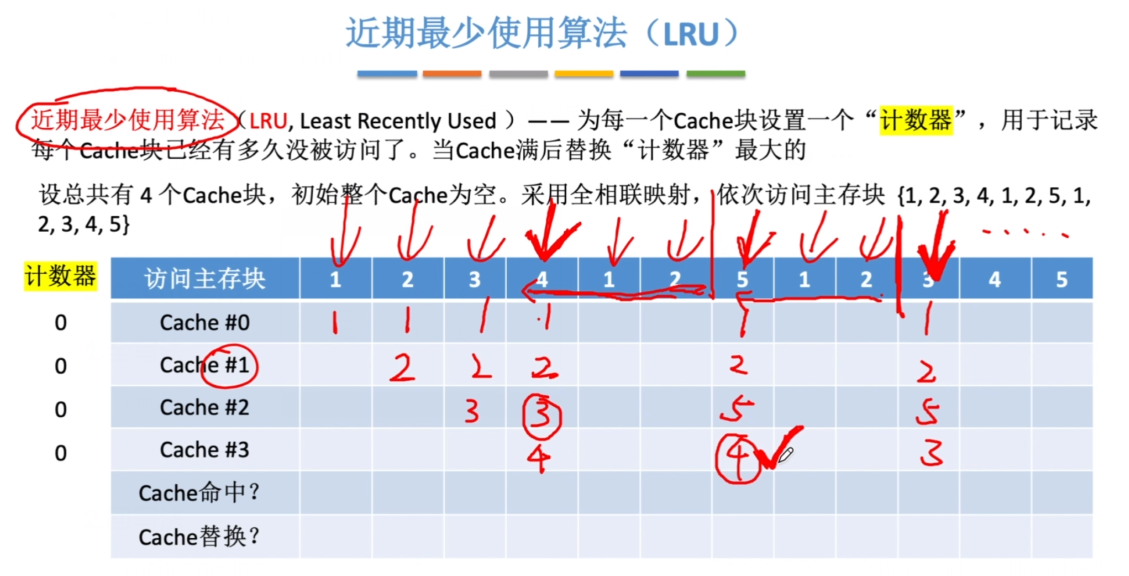 近期最少使用算法（LRU）
近期最少使用算法（LRU, Least Recently Used ）—— 为每一个Cache块设置一个“计数器”，用于记录
每个Cache块已经有多久没被访问了。当Cache满后替换“计数器”最大的
设总共有 4 个Cache块，初始整个Cache为空。采用全相联映射，依次访问主存块 {1, 2, 3, 4, 1, 2, 5, 1,
2, 3, 4, 5}
计数器 访问主存块 1 2 3 4 1 2 5 1 2 3 4 5
0 Cache #0 1 1 1 1 1 1
0 Cache #1 2 2 2 2 2
0 Cache #2 3 3 5 5
0 Cache #3 4 4 3
Cache命中？
Cache替换？